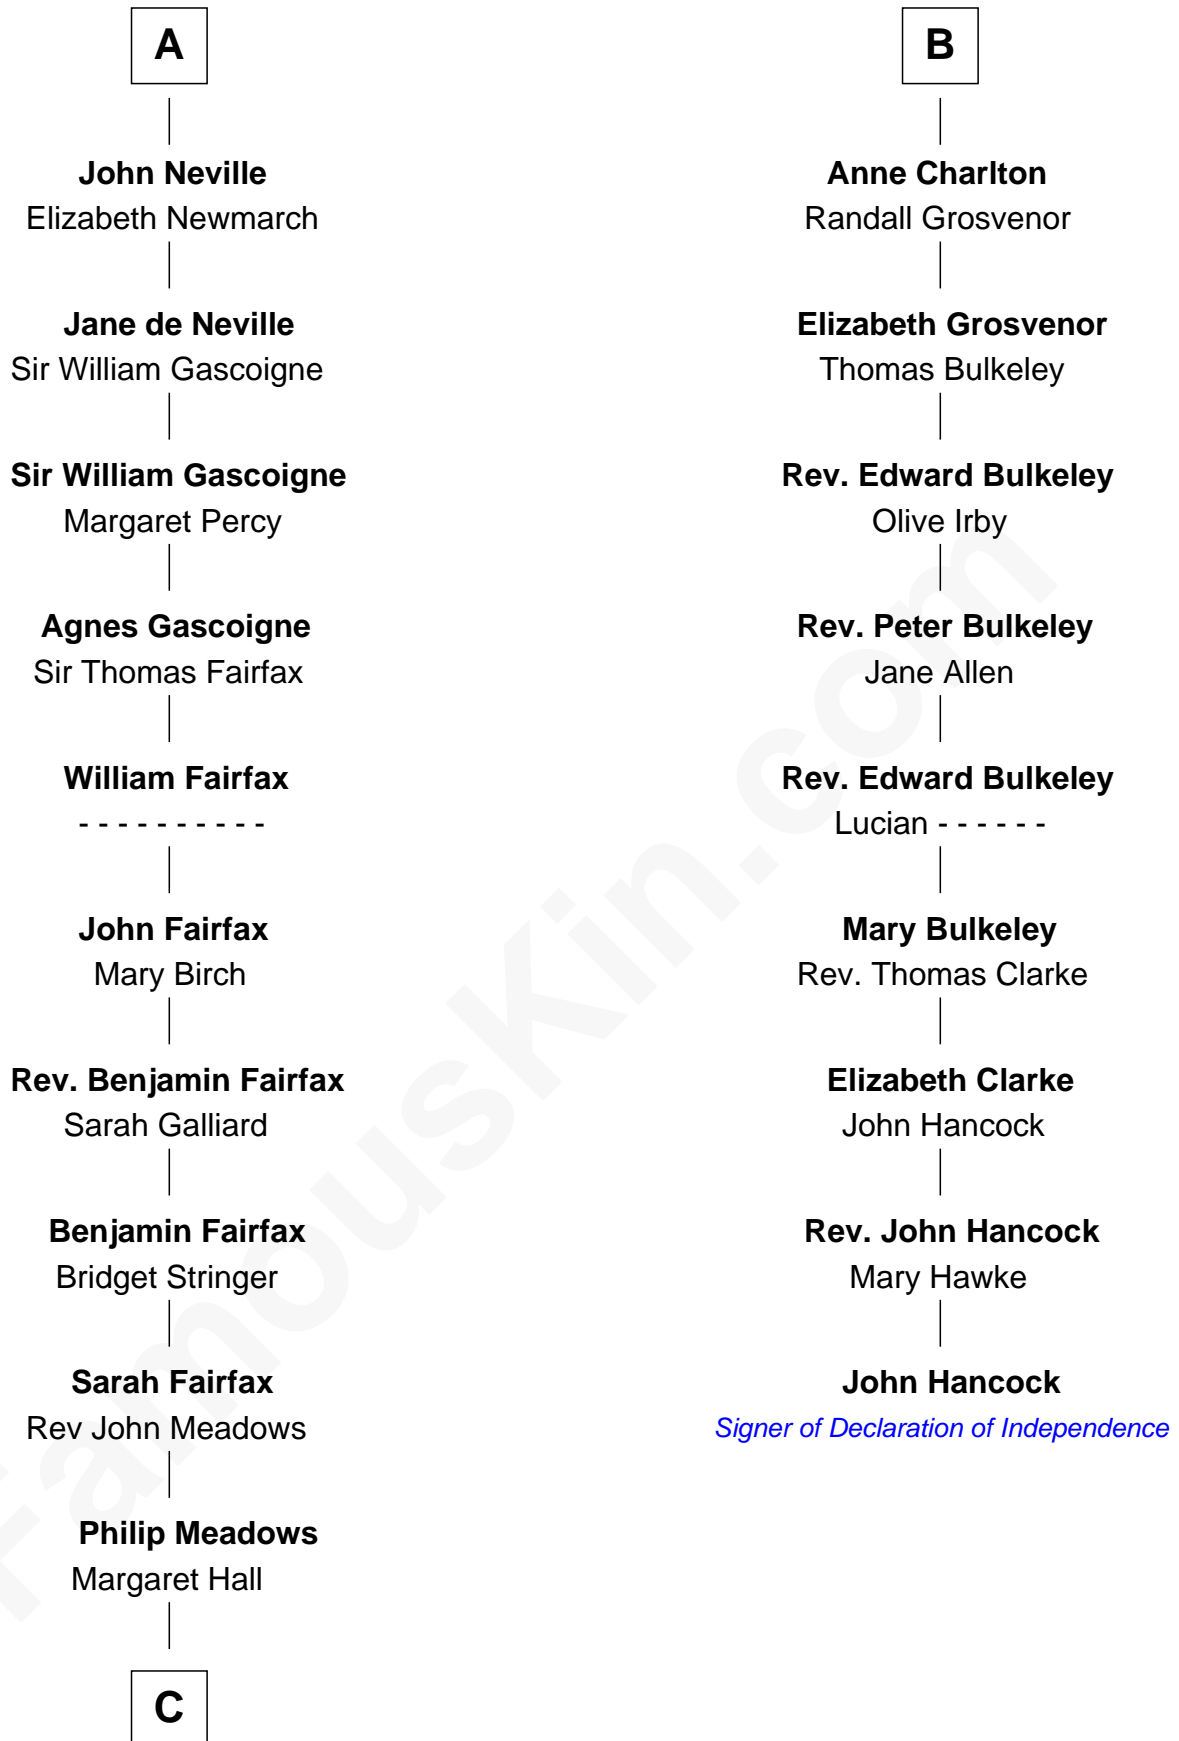 A
John Neville
Elizabeth Newmarch
Jane de Neville
Sir William Gascoigne
Sir William Gascoigne
Margaret Percy
Agnes Gascoigne
Sir Thomas Fairfax
William Fairfax
- - - - - - - - - -
John Fairfax
Mary Birch
Rev. Benjamin Fairfax
Sarah Galliard
Benjamin Fairfax
Bridget Stringer
Sarah Fairfax
Rev John Meadows
Philip Meadows
Margaret Hall
C
B
Anne Charlton
Randall Grosvenor
Elizabeth Grosvenor
Thomas Bulkeley
Rev. Edward Bulkeley
Olive Irby
Rev. Peter Bulkeley
Jane Allen
Rev. Edward Bulkeley
Lucian - - - - - -
Mary Bulkeley
Rev. Thomas Clarke
Elizabeth Clarke
John Hancock
Rev. John Hancock
Mary Hawke
John Hancock
Signer of Declaration of Independence
FamousKin.com